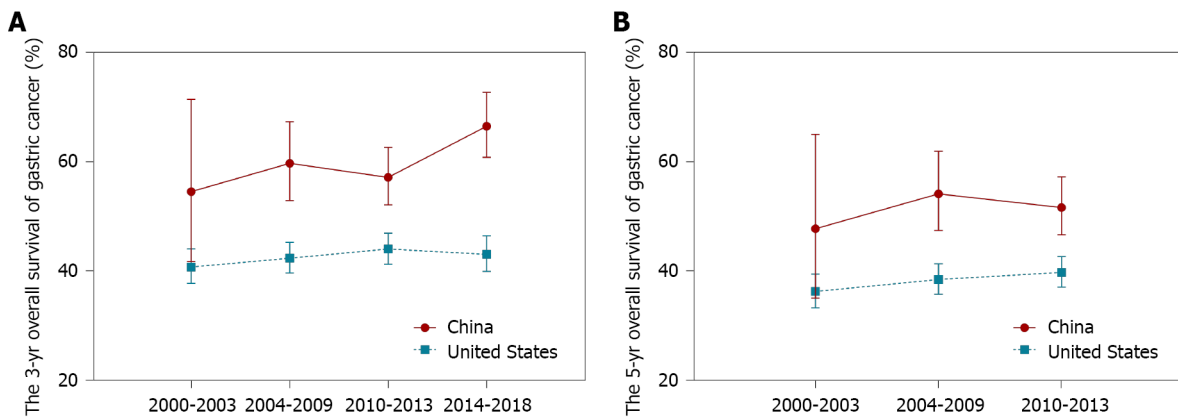 A
The 3-yr overall survival of gastric cancer (%)
80
60
40
20
China
United States
2000-2003 2004-2009 2010-2013 2014-2018
B
The 5-yr overall survival of gastric cancer (%)
80
60
40
20
China
United States
2000-2003 2004-2009 2010-2013